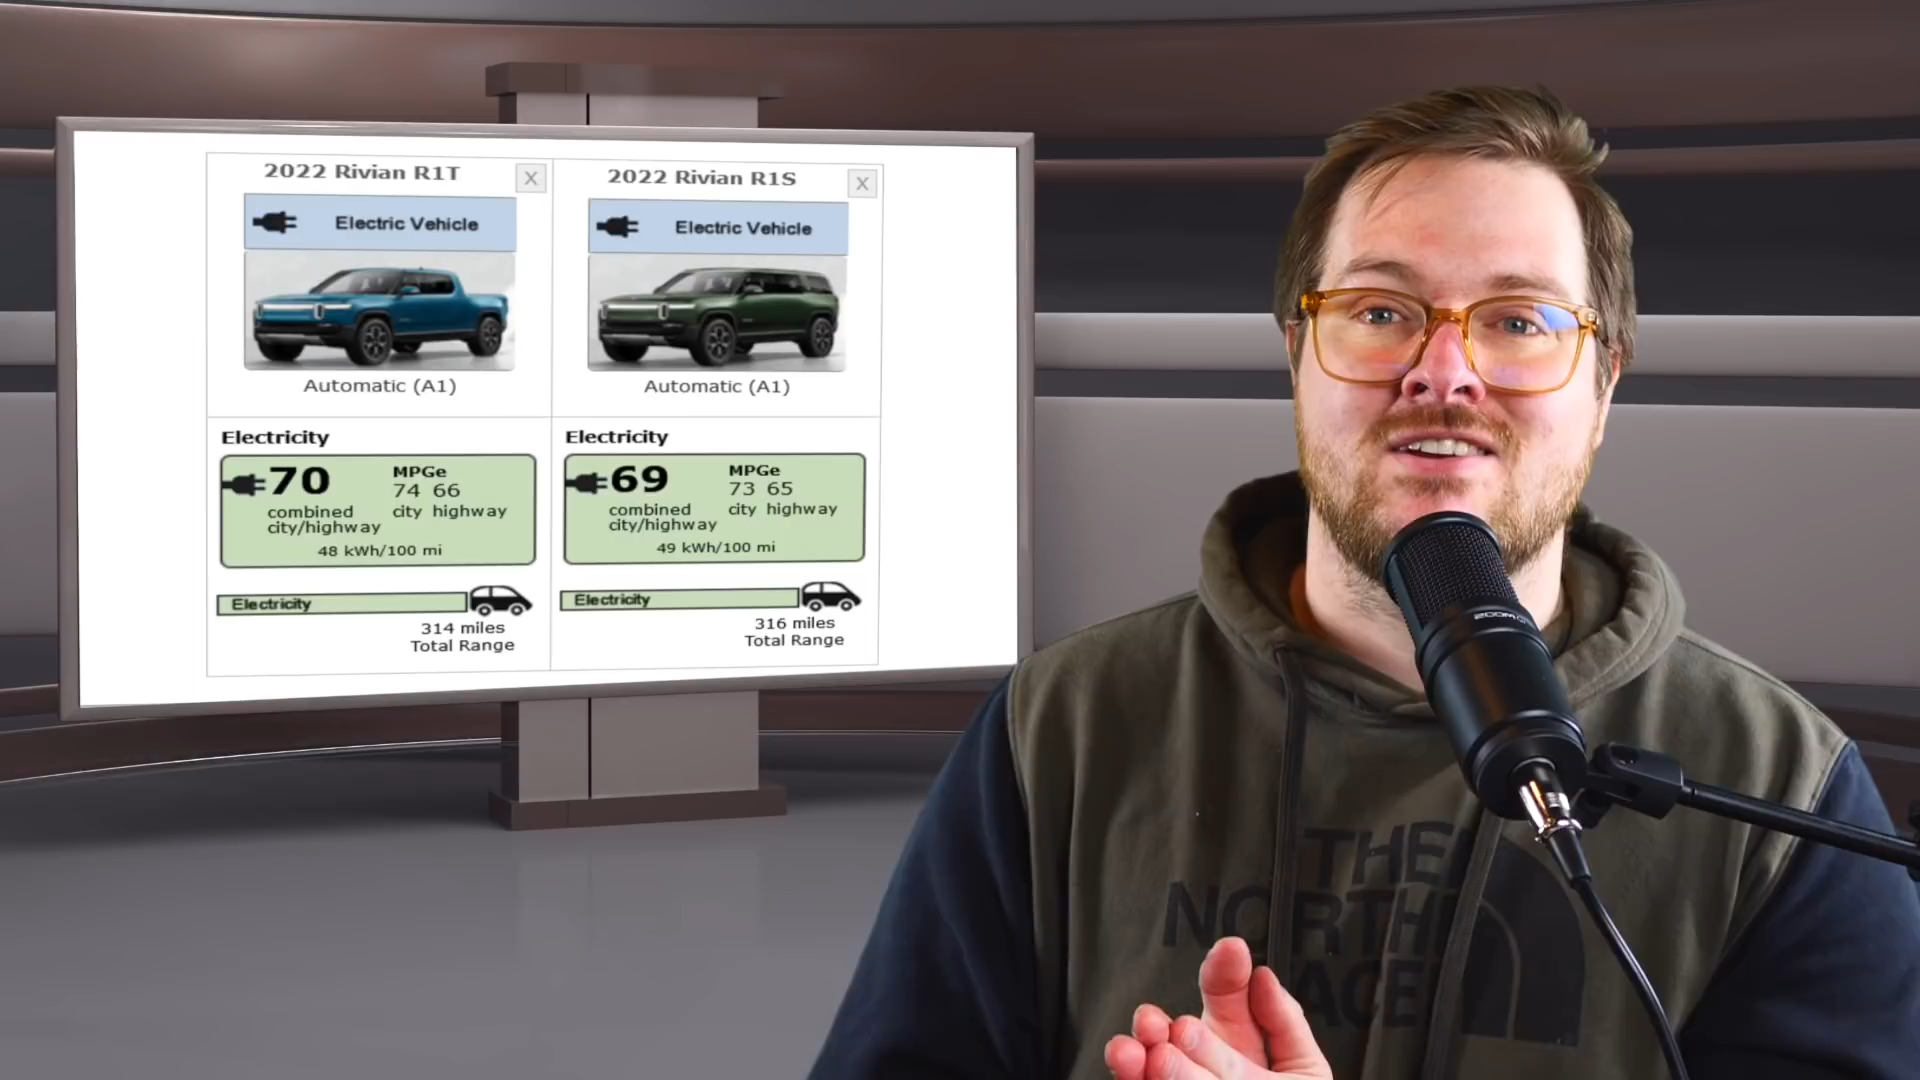 2022 Rivian R1T
X
Electric Vehicle
Automatic (A1)
Electricity
70
MPGe
74 66
combined
city/highway
city highway
48 kWh/100 mi
Electricity
314 miles
Total Range
2022 Rivian R1S
X
Electric Vehicle
Automatic (A1)
Electricity
69
MPGe
73 65
combined
city/highway
city highway
49 kWh/100 mi
Electricity
316 miles
Total Range
ZOOM
THE
NORTH
FACE